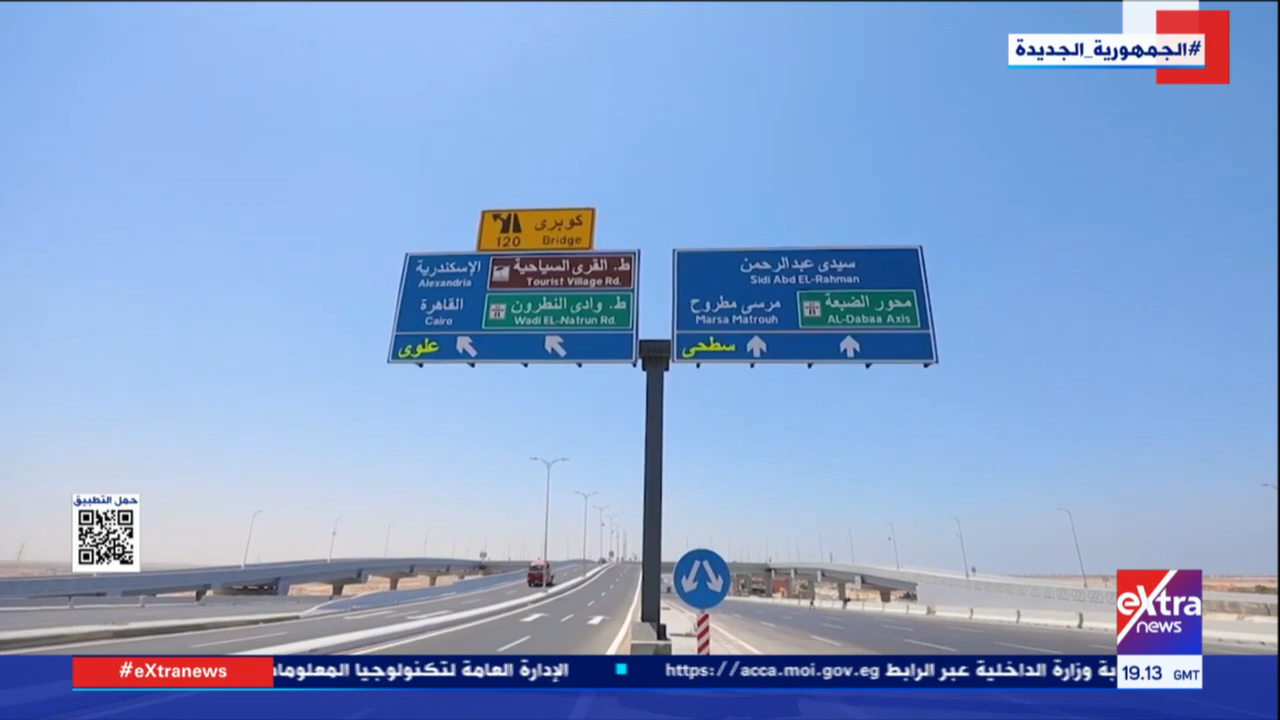 #الجمهورية_الجديدة
كوبرى
120 Bridge
الإسكندرية
Alexandria
ط. القرى السياحية
Tourist Village Rd.
القاهرة
Cairo
ط. وادى النطرون
Wadi EL-Natrun Rd.
علوى
سيدى عبدالرحمن
Sidi Abd EL-Rahman
مرسى مطروح
Marsa Matrouh
محور الضبعة
AL-Dabaa Axis
سطحى
حمل التطبيق
eXtra
news
#eXtranews
وزارة الداخلية عبر الرابط https://acca.moi.gov.eg
الإدارة العامة لتكنولوجيا
19.13 GMT